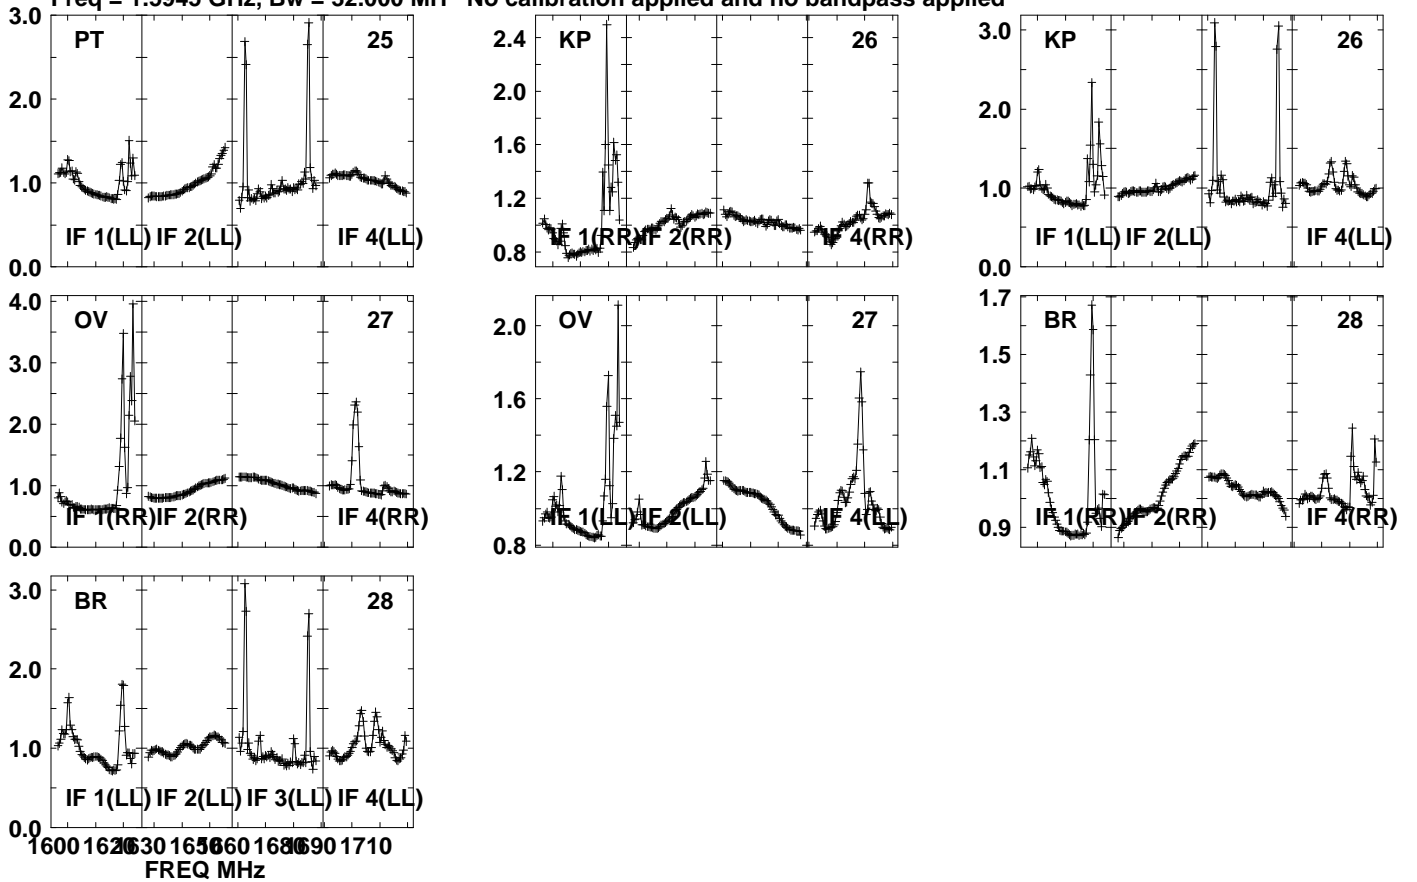 Freq = 1.5945 GHz, Bw = 32.000 MH No calibration applied and no bandpass applied
PT 25 KP 26 KP 26
3.0 2.0 1.0 0.0
2.4 2.0 1.6 1.2 0.8
3.0 2.0 1.0 0.0
IF 1(LL) IF 2(LL) IF 4(LL)
IF 1(RR) IF 2(RR) IF 4(RR)
IF 1(LL) IF 2(LL) IF 4(LL)
OV 27 OV 27 BR 28
4.0 3.0 2.0 1.0 0.0
2.0 1.6 1.2 0.8
1.7 1.5 1.3 1.1 0.9
IF 1(RR) IF 2(RR) IF 4(RR)
IF 1(LL) IF 2(LL) IF 4(LL)
IF 1(RR) IF 2(RR) IF 4(RR)
BR 28
3.0 2.0 1.0 0.0
IF 1(LL) IF 2(LL) IF 3(LL) IF 4(LL)
1600 1620 1630 1650 1660 1680 1690 1710
FREQ MHz